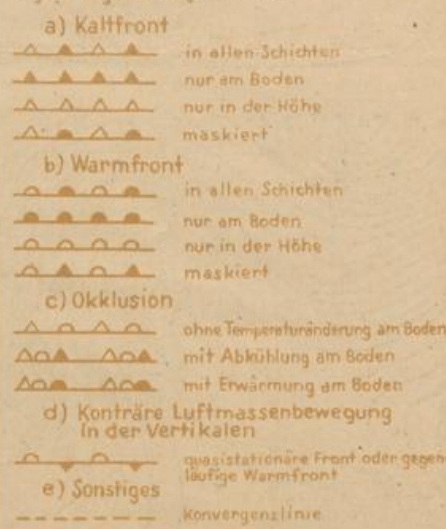 a) Kaltfront
in allen Schichten
nur am Boden
nur in der Höhe
maskiert
b) Warmfront
in allen Schichten
nur am Boden
nur in der Höhe
maskiert
c) Okklusion
ohne Temperaturänderung am Boden
mit Abkühlung am Boden
mit Erwärmung am Boden
d) Konträre Luftmassenbewegung
in der Vertikalen
quasistationäre Front oder gegen
läufige Warmfront
e) Sonstiges
Konvergenzlinie